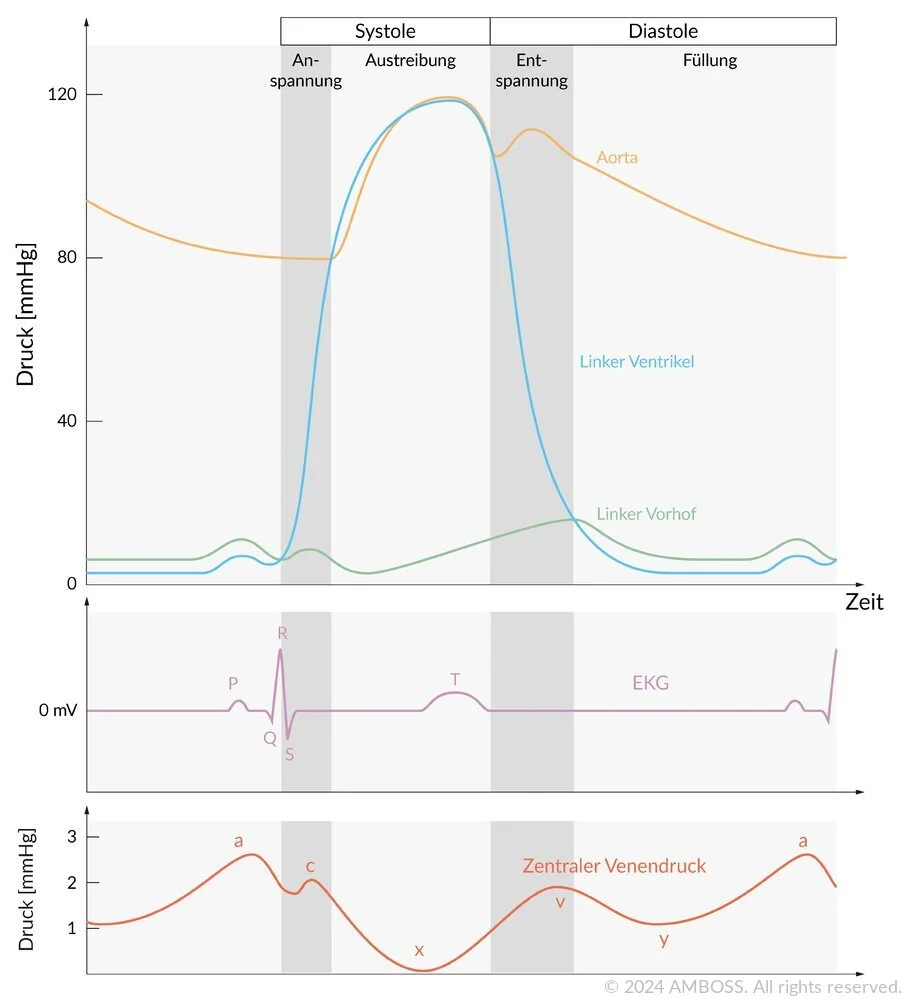 Systole
Diastole
An-
spannung
Austreibung
Ent-
spannung
Füllung
120
Aorta
80
Druck [mmHg]
Linker Ventrikel
40
Linker Vorhof
0
Zeit
R
P
T
EKG
0 mV
Q
S
3
a
c
Zentraler Venendruck
a
2
Druck [mmHg]
v
1
x
y
© 2024 AMBOSS. All rights reserved.